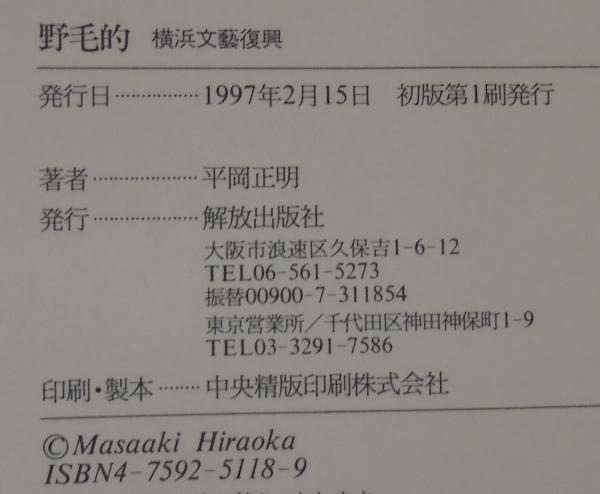 野毛的 横浜文藝復興
発行日…………… 1997年2月15日 初版第1刷発行
著者………………… 平岡正明
発行………………… 解放出版社
大阪市浪速区久保吉1-6-12
TEL06-561-5273
振替00900-7-311854
東京営業所／千代田区神田神保町1-9
TEL03-3291-7586
印刷・製本……… 中央精版印刷株式会社
©Masaaki Hiraoka
ISBN4-7592-5118-9